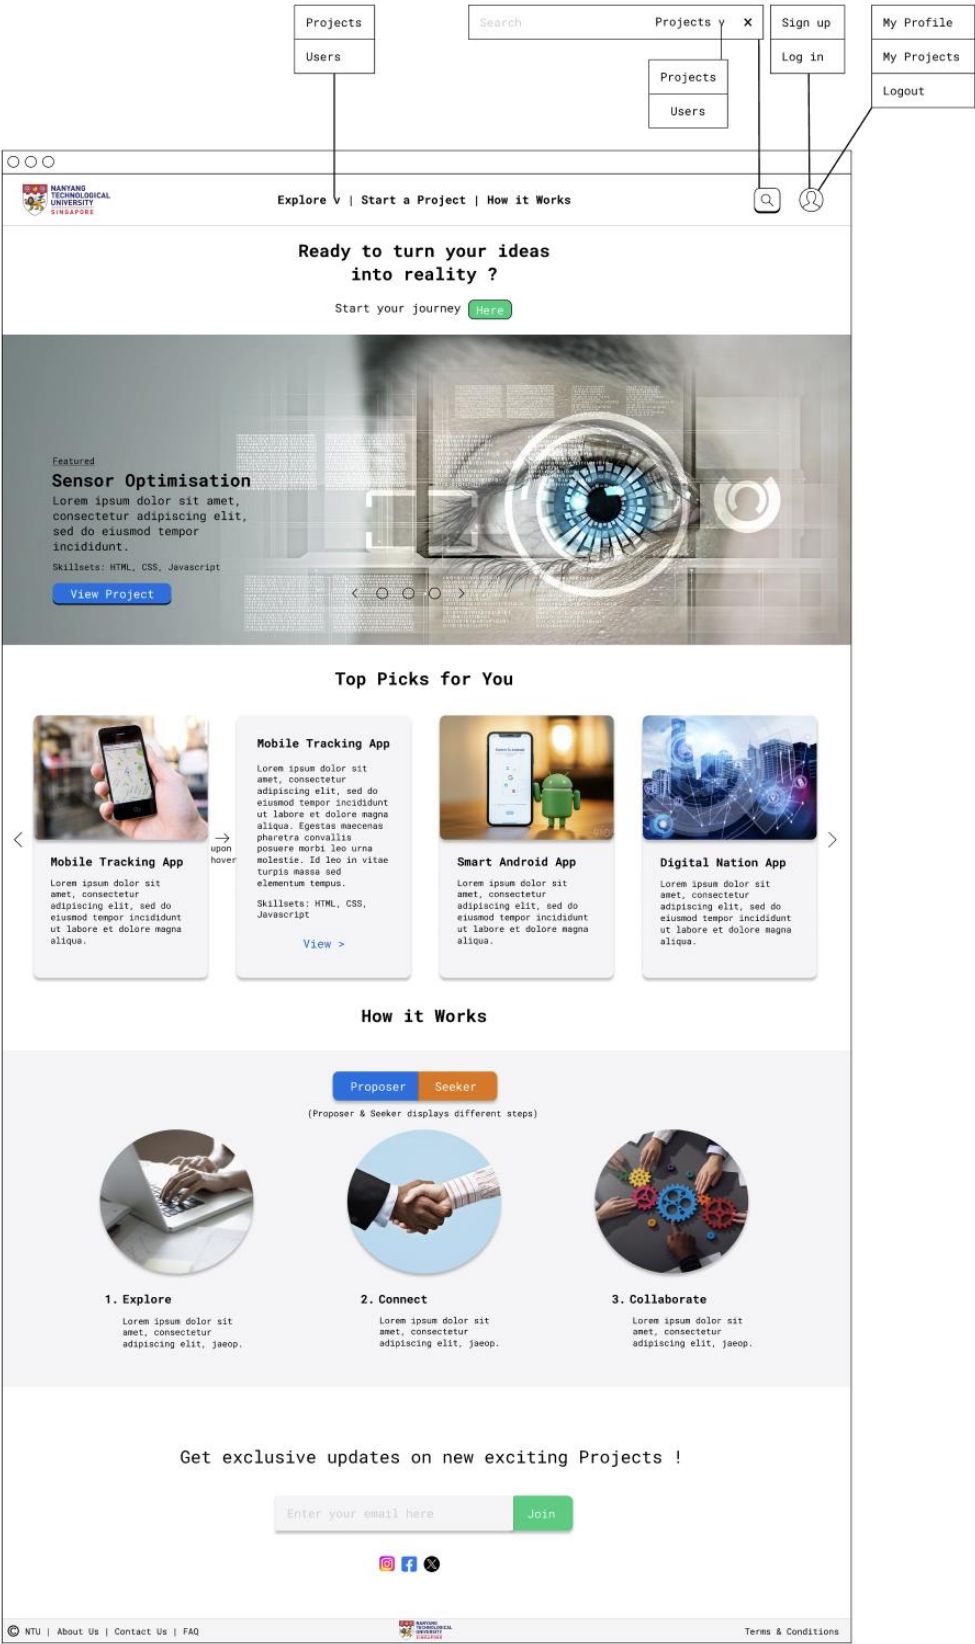 Projects
Users
Search Projects v ×
Projects
Users
Sign up
Log in
My Profile
My Projects
Logout
NANYANG
TECHNOLOGICAL
UNIVERSITY
SINGAPORE
Explore v | Start a Project | How it Works
Ready to turn your ideas
into reality ?
Start your journey Here
Featured
Sensor Optimisation
Lorem ipsum dolor sit amet,
consectetur adipiscing elit,
sed do eiusmod tempor
incididunt.
Skillsets: HTML, CSS, Javascript
View Project
< >
Top Picks for You
<
Mobile Tracking App
Lorem ipsum dolor sit
amet, consectetur
adipiscing elit, sed do
eiusmod tempor incididunt
ut labore et dolore magna
aliqua.
→
upon
hover
Mobile Tracking App
Lorem ipsum dolor sit
amet, consectetur
adipiscing elit, sed do
eiusmod tempor incididunt
ut labore et dolore magna
aliqua. Egestas maecenas
pharetra convallis
posuere morbi leo urna
molestie. Id leo in vitae
turpis massa sed
elementum tempus.
Skillsets: HTML, CSS,
Javascript
View >
Smart Android App
Lorem ipsum dolor sit
amet, consectetur
adipiscing elit, sed do
eiusmod tempor incididunt
ut labore et dolore magna
aliqua.
Digital Nation App
Lorem ipsum dolor sit
amet, consectetur
adipiscing elit, sed do
eiusmod tempor incididunt
ut labore et dolore magna
aliqua.
>
How it Works
Proposer Seeker
(Proposer & Seeker displays different steps)
1. Explore
Lorem ipsum dolor sit
amet, consectetur
adipiscing elit, jaeop.
2. Connect
Lorem ipsum dolor sit
amet, consectetur
adipiscing elit, jaeop.
3. Collaborate
Lorem ipsum dolor sit
amet, consectetur
adipiscing elit, jaeop.
Get exclusive updates on new exciting Projects !
Enter your email here Join
© NTU | About Us | Contact Us | FAQ
NANYANG
TECHNOLOGICAL
UNIVERSITY
SINGAPORE
Terms & Conditions